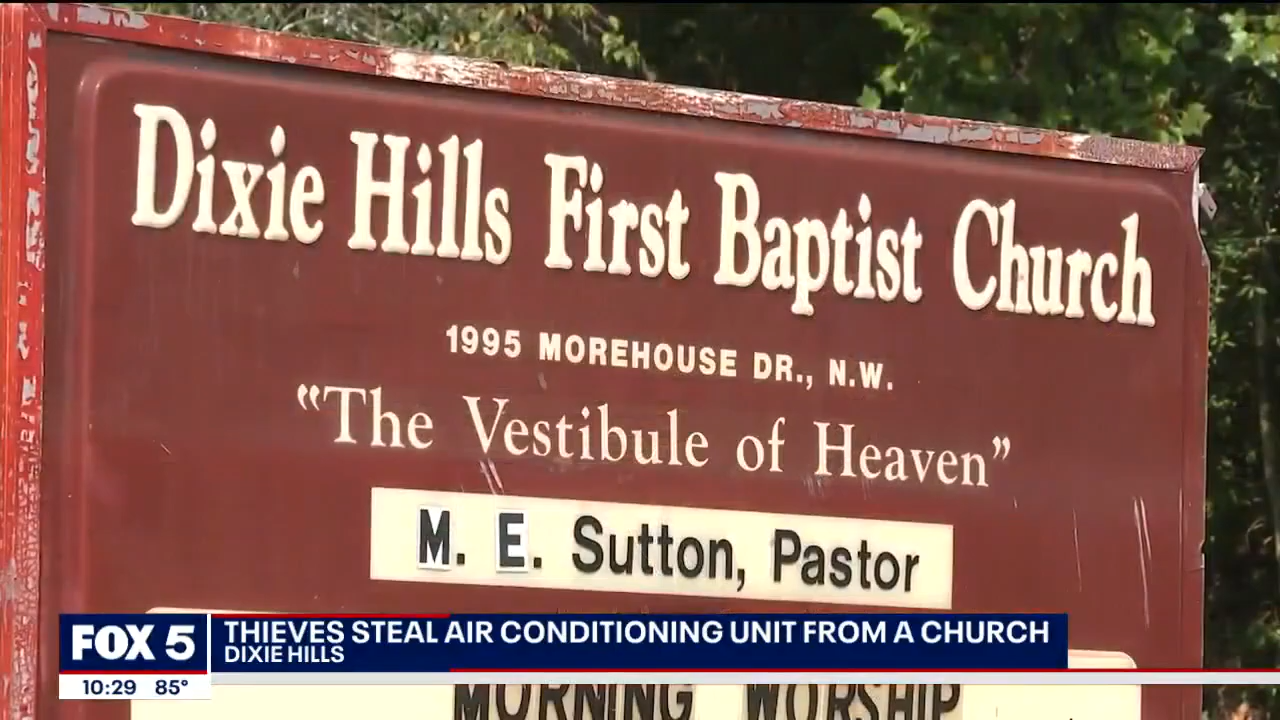 Dixie Hills First Baptist Church
1995 MOREHOUSE DR., N.W.
“The Vestibule of Heaven”
M. E. Sutton, Pastor
FOX 5
THIEVES STEAL AIR CONDITIONING UNIT FROM A CHURCH
DIXIE HILLS
10:29 85°
MORNING WORSHIP